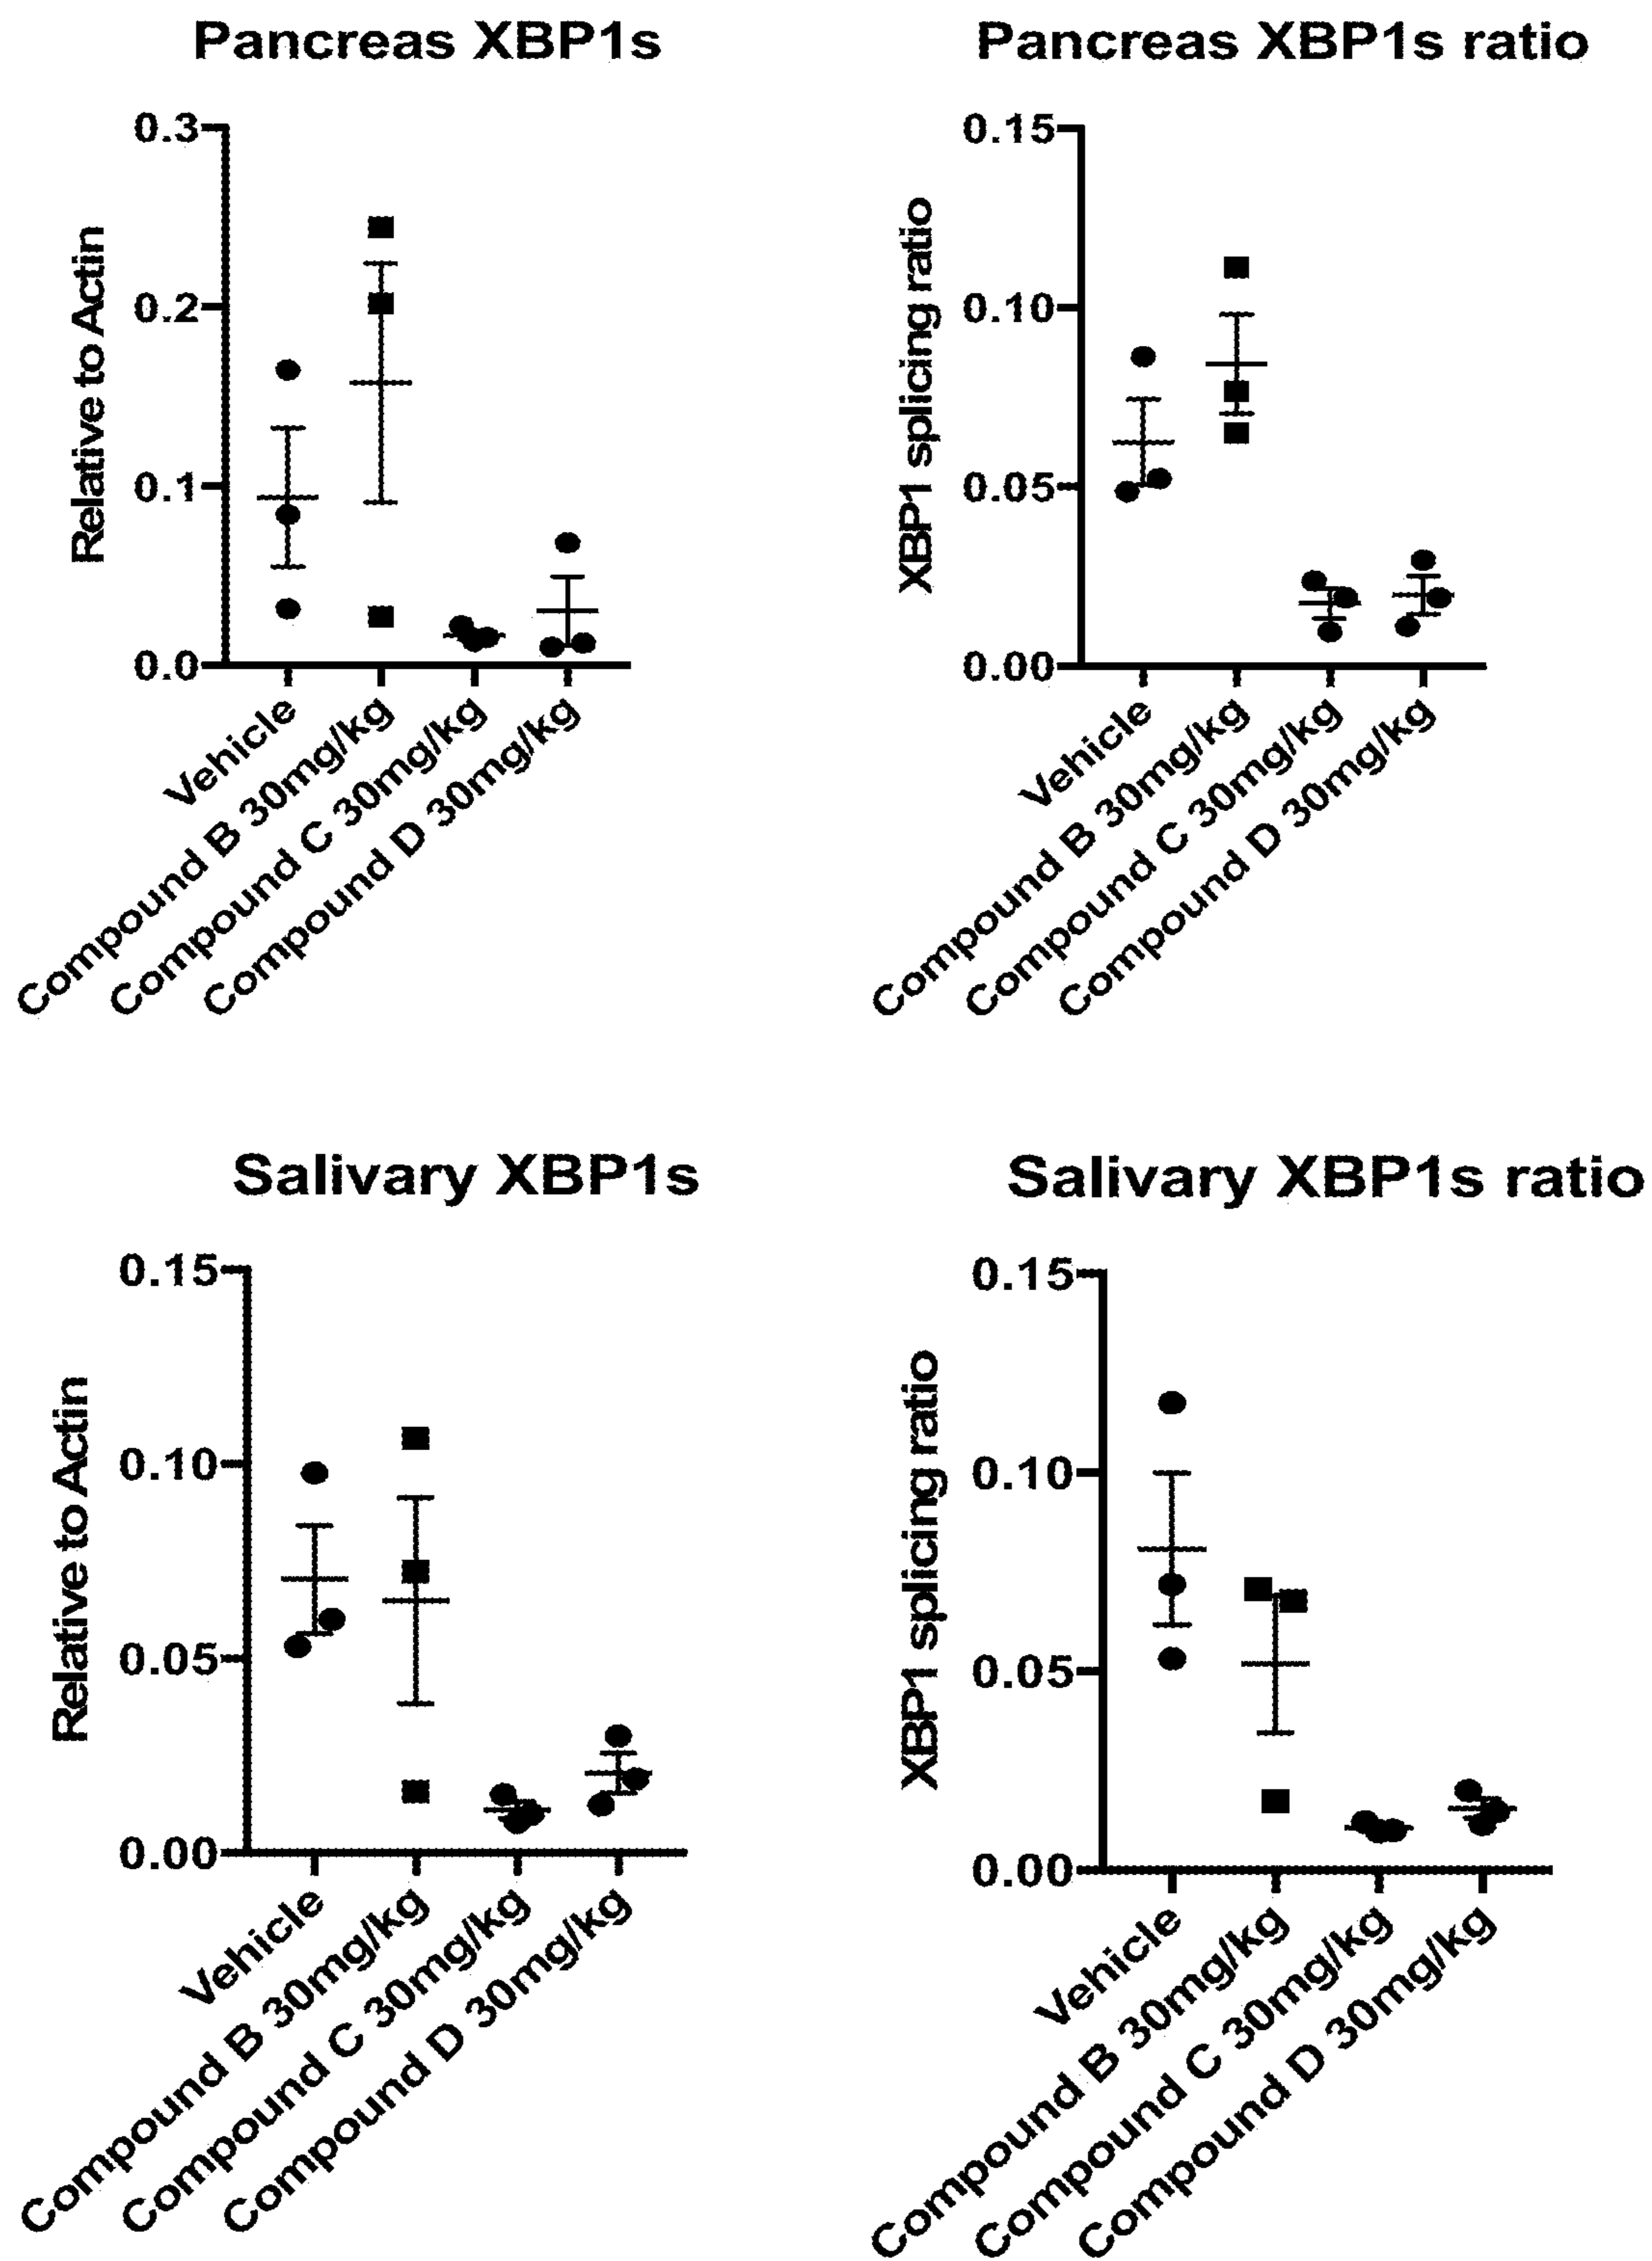 Pancreas XBP1s
Relative to Actin
0.3
0.2
0.1
0.0
Vehicle
Compound B 30mg/kg
Compound C 30mg/kg
Compound D 30mg/kg
Pancreas XBP1s ratio
XBP1 splicing ratio
0.15
0.10
0.05
0.00
Vehicle
Compound B 30mg/kg
Compound C 30mg/kg
Compound D 30mg/kg
Salivary XBP1s
Relative to Actin
0.15
0.10
0.05
0.00
Vehicle
Compound B 30mg/kg
Compound C 30mg/kg
Compound D 30mg/kg
Salivary XBP1s ratio
XBP1 splicing ratio
0.15
0.10
0.05
0.00
Vehicle
Compound B 30mg/kg
Compound C 30mg/kg
Compound D 30mg/kg